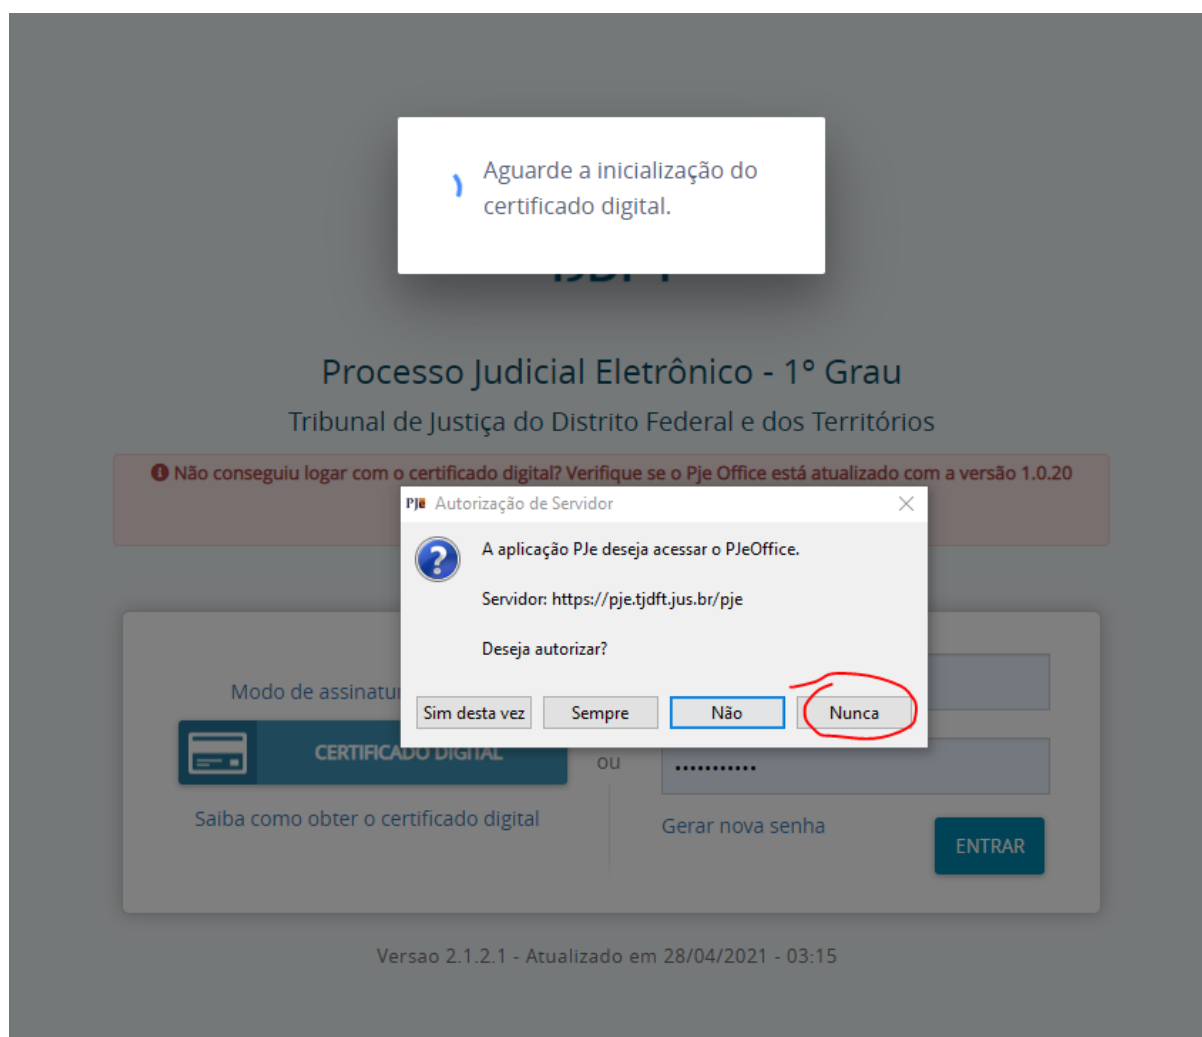 Aguarde a inicialização do
certificado digital.
Processo Judicial Eletrônico - 1º Grau
Tribunal de Justiça do Distrito Federal e dos Territórios
Não conseguiu logar com o certificado digital? Verifique se o Pje Office está atualizado com a versão 1.0.20
PJe Autorização de Servidor
A aplicação PJe deseja acessar o PJeOffice.
Servidor: https://pje.tjdft.jus.br/pje
Deseja autorizar?
Sim desta vez Sempre Não Nunca
Modo de assinatu
CERTIFICADO DIGITAL
ou
•••••••••••
Saiba como obter o certificado digital
Gerar nova senha
ENTRAR
Versao 2.1.2.1 - Atualizado em 28/04/2021 - 03:15